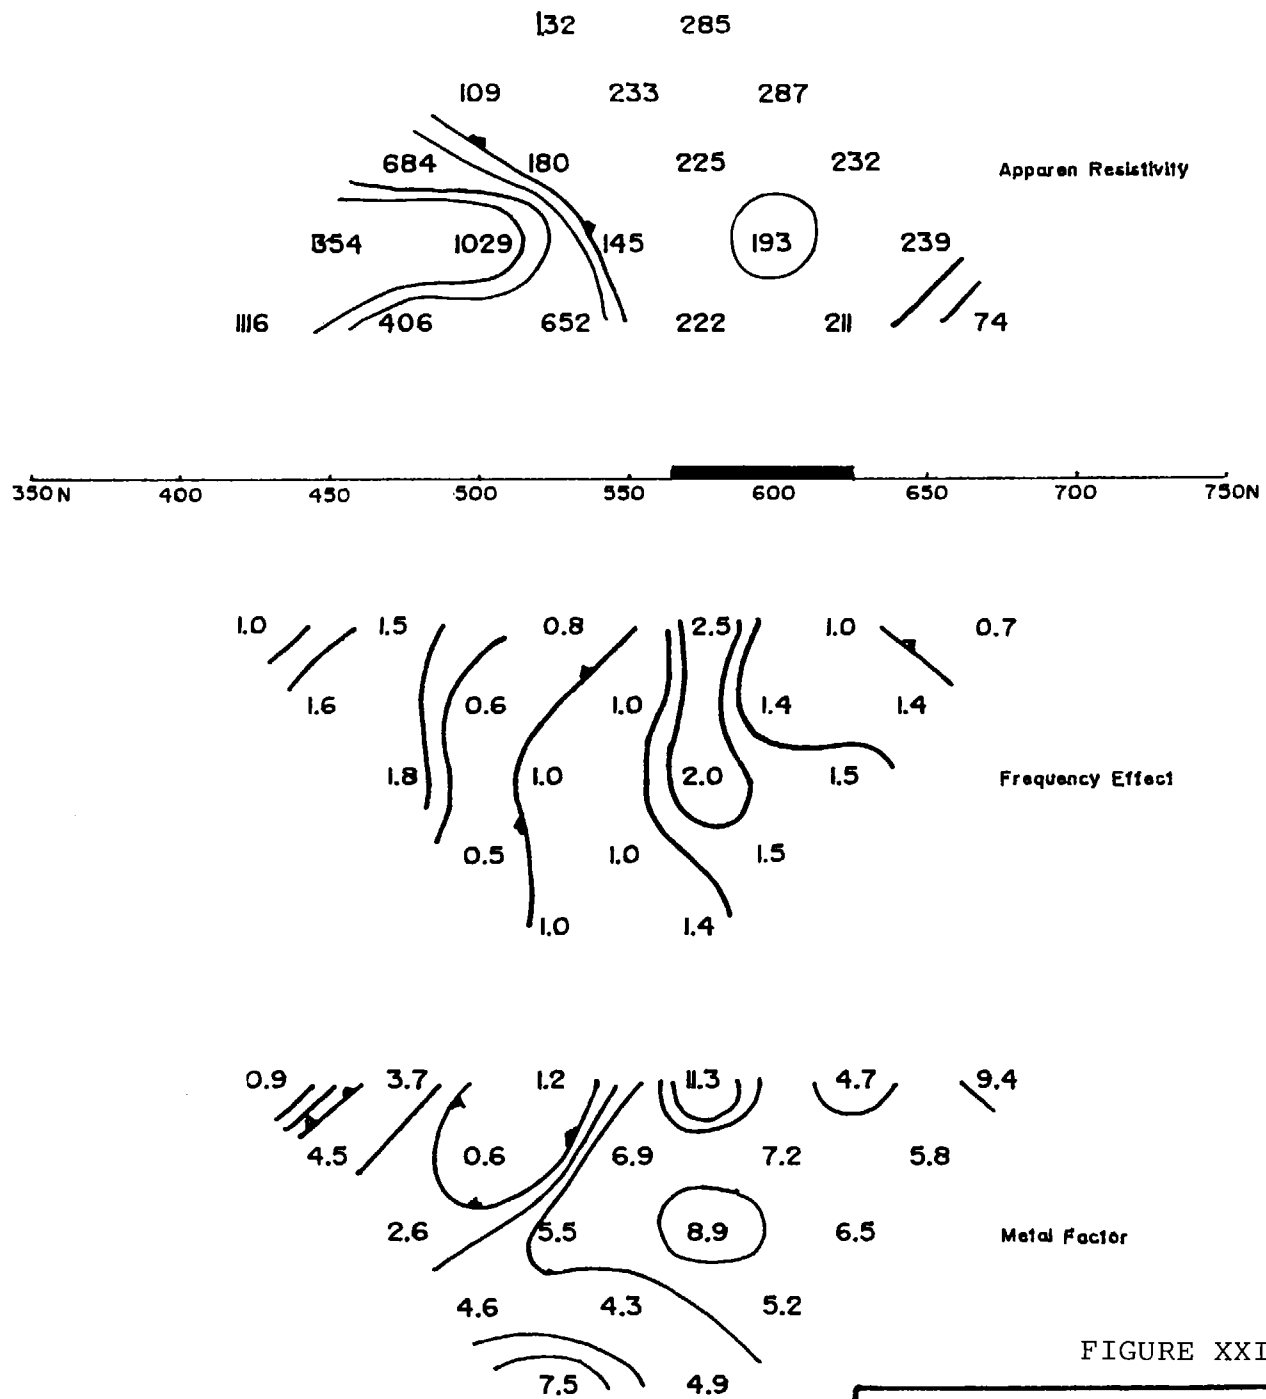 132 285
109 233 287
684 180 225 232 Apparen Resistivity
1354 1029 145 193 239
1116 406 652 222 211 74
350N 400 450 500 550 600 650 700 750N
1.0 1.5 0.8 2.5 1.0 0.7
1.6 0.6 1.0 1.4 1.4
1.8 1.0 2.0 1.5 Frequency Effect
0.5 1.0 1.5
1.0 1.4
0.9 3.7 1.2 11.3 4.7 9.4
4.5 0.6 6.9 7.2 5.8
2.6 5.5 8.9 6.5 Metal Factor
4.6 4.3 5.2
FIGURE XXI
7.5 4.9